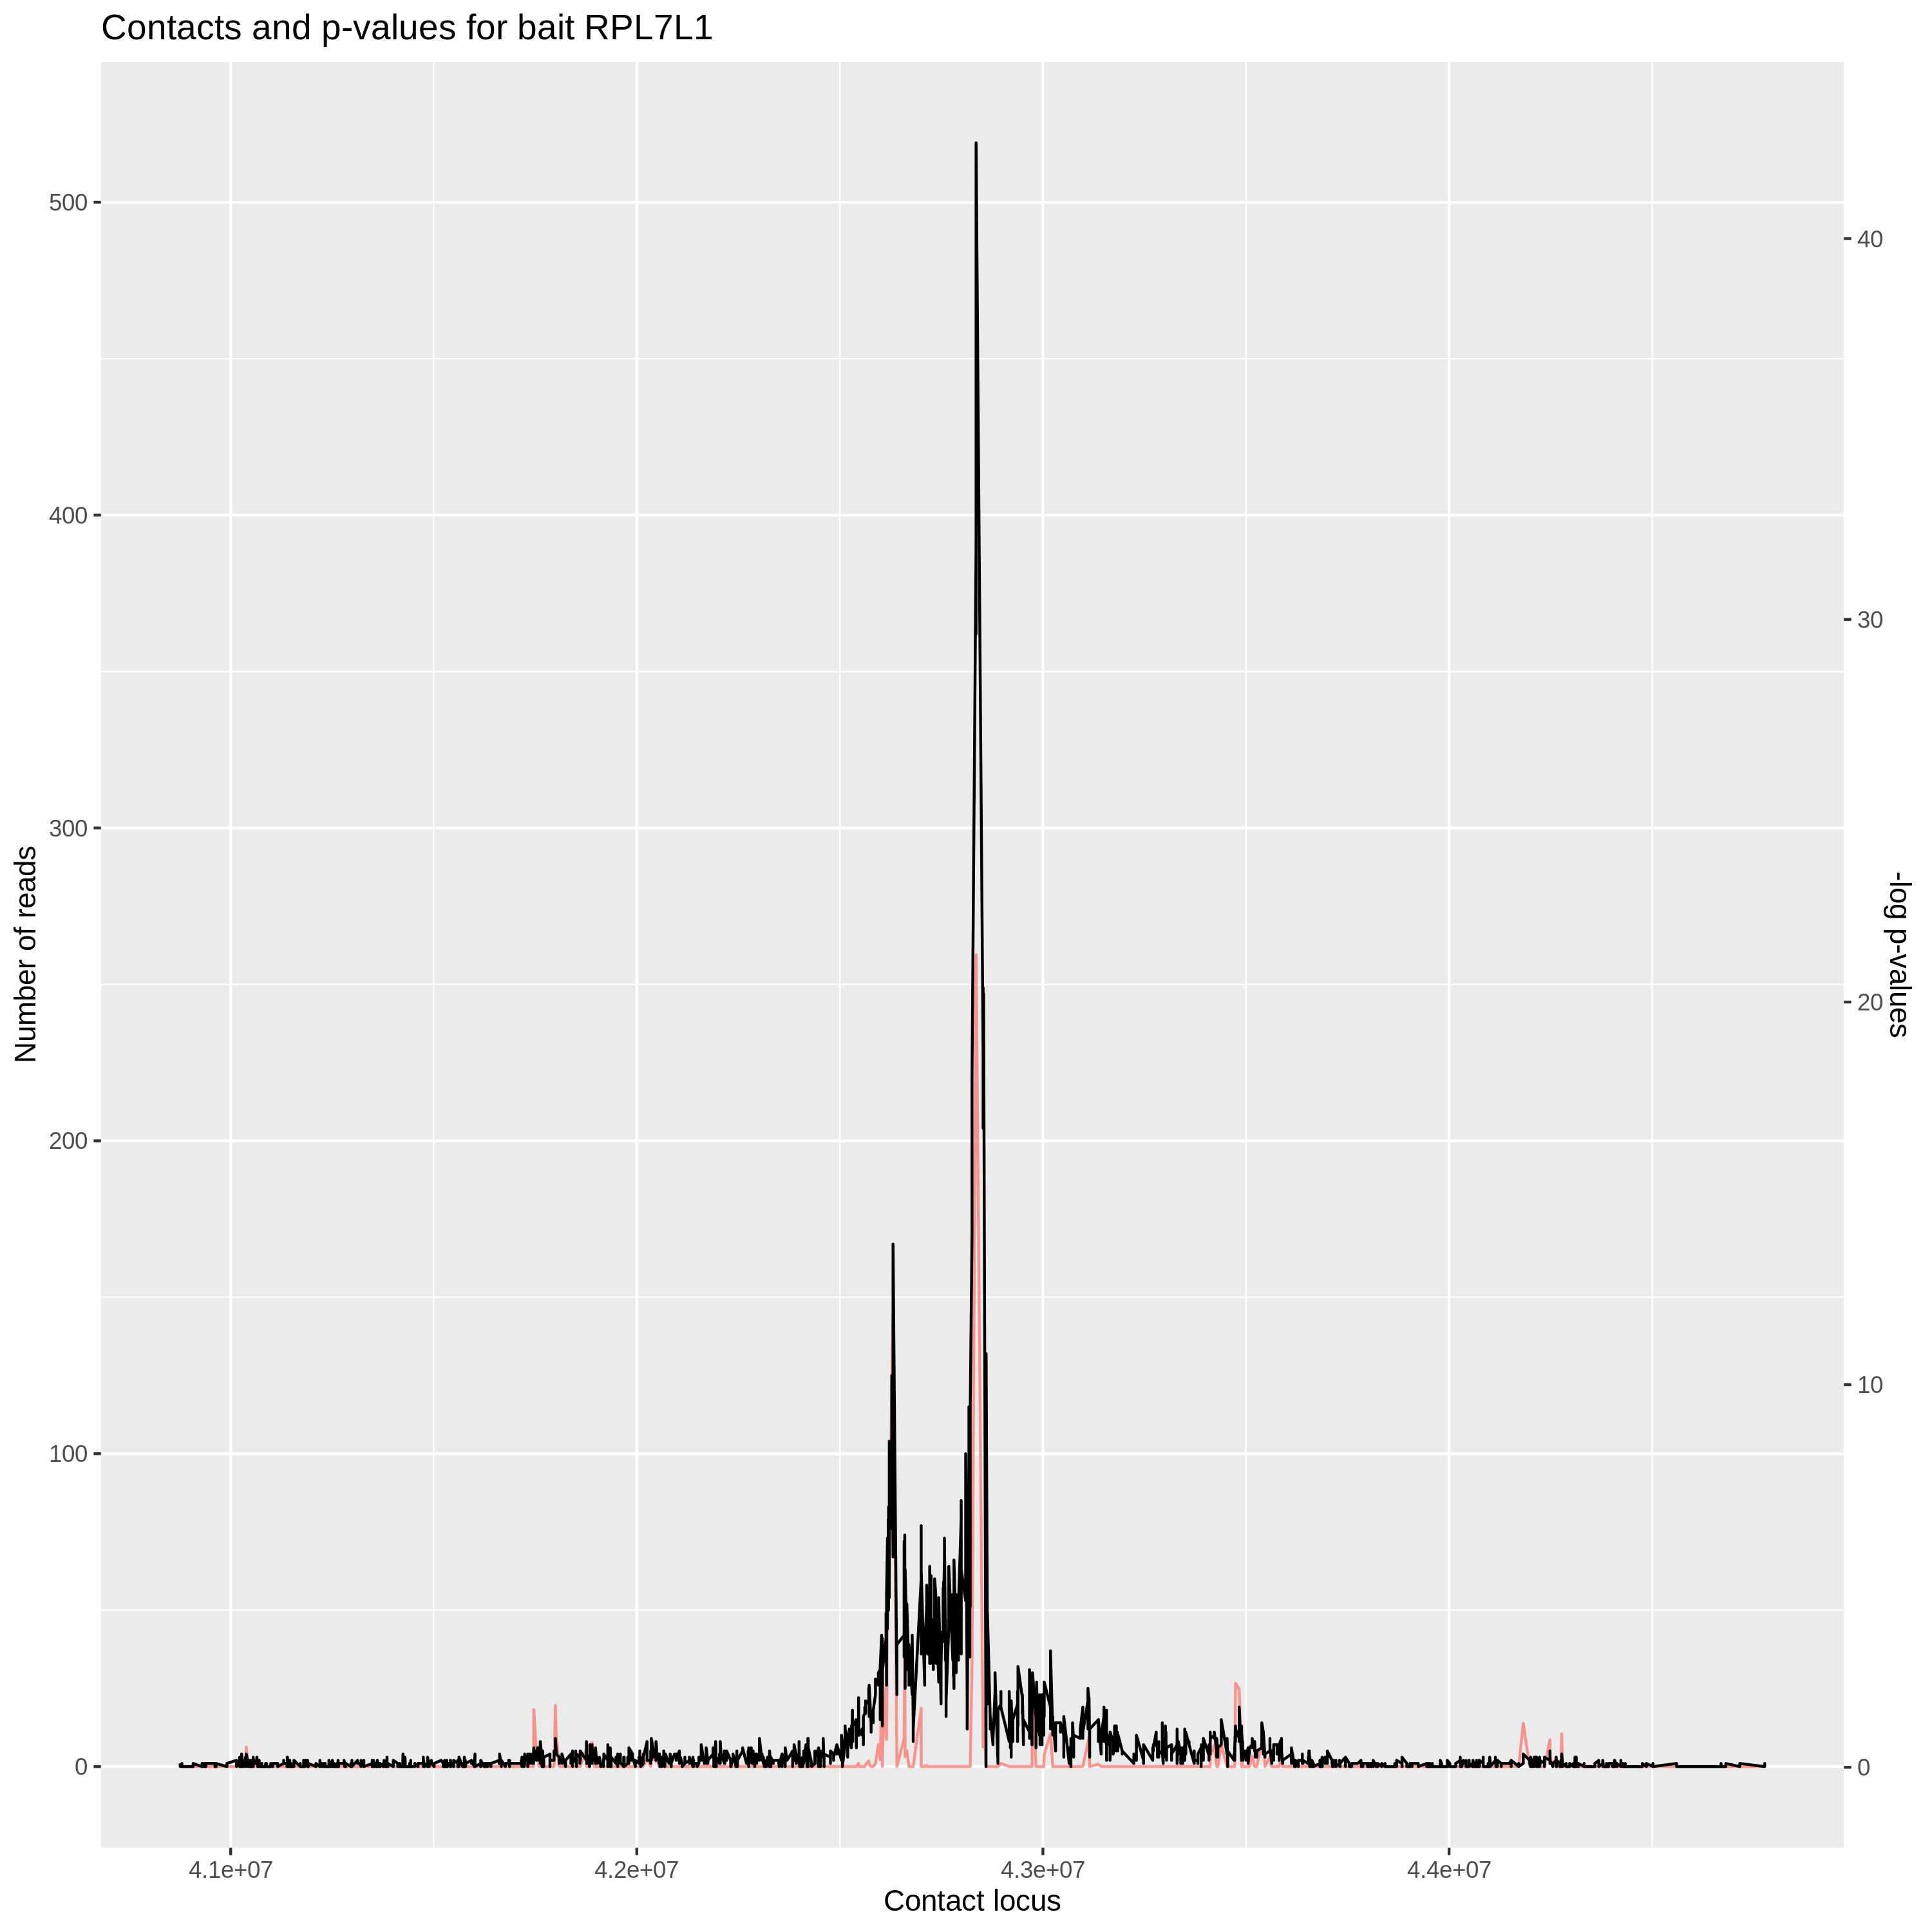 Contacts and p-values for bait RPL7L1
500
400
300
200
100
0
Number of reads
40
30
20
10
0
-log p-values
4.1e+07 4.2e+07 4.3e+07 4.4e+07
Contact locus